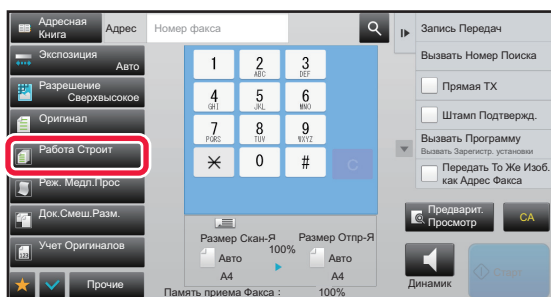 Адресная
Книга
Адрес
Номер факса
Экспозиция
Авто
Разрешение
Сверхвысокое
Оригинал
Работа Строит
Реж. Медл.Прос
Док.Смеш.Разм.
Учет Оригиналов
Прочие
1
2
ABC
3
DEF
4
GHI
5
JKL
6
MNO
7
PQRS
8
TUV
9
WXYZ
0
#
C
Размер Скан-Я
100%
Размер Отпр-Я
Авто
A4
Авто
A4
Память приема Факса :
100%
Запись Передач
Вызвать Номер Поиска
Прямая TX
Штамп Подтвержд.
Вызвать Программу
Вызвать Зарегистр. установки
Передать То Же Изоб.
как Адрес Факса
Предварит.
Просмотр
CA
Динамик
Старт